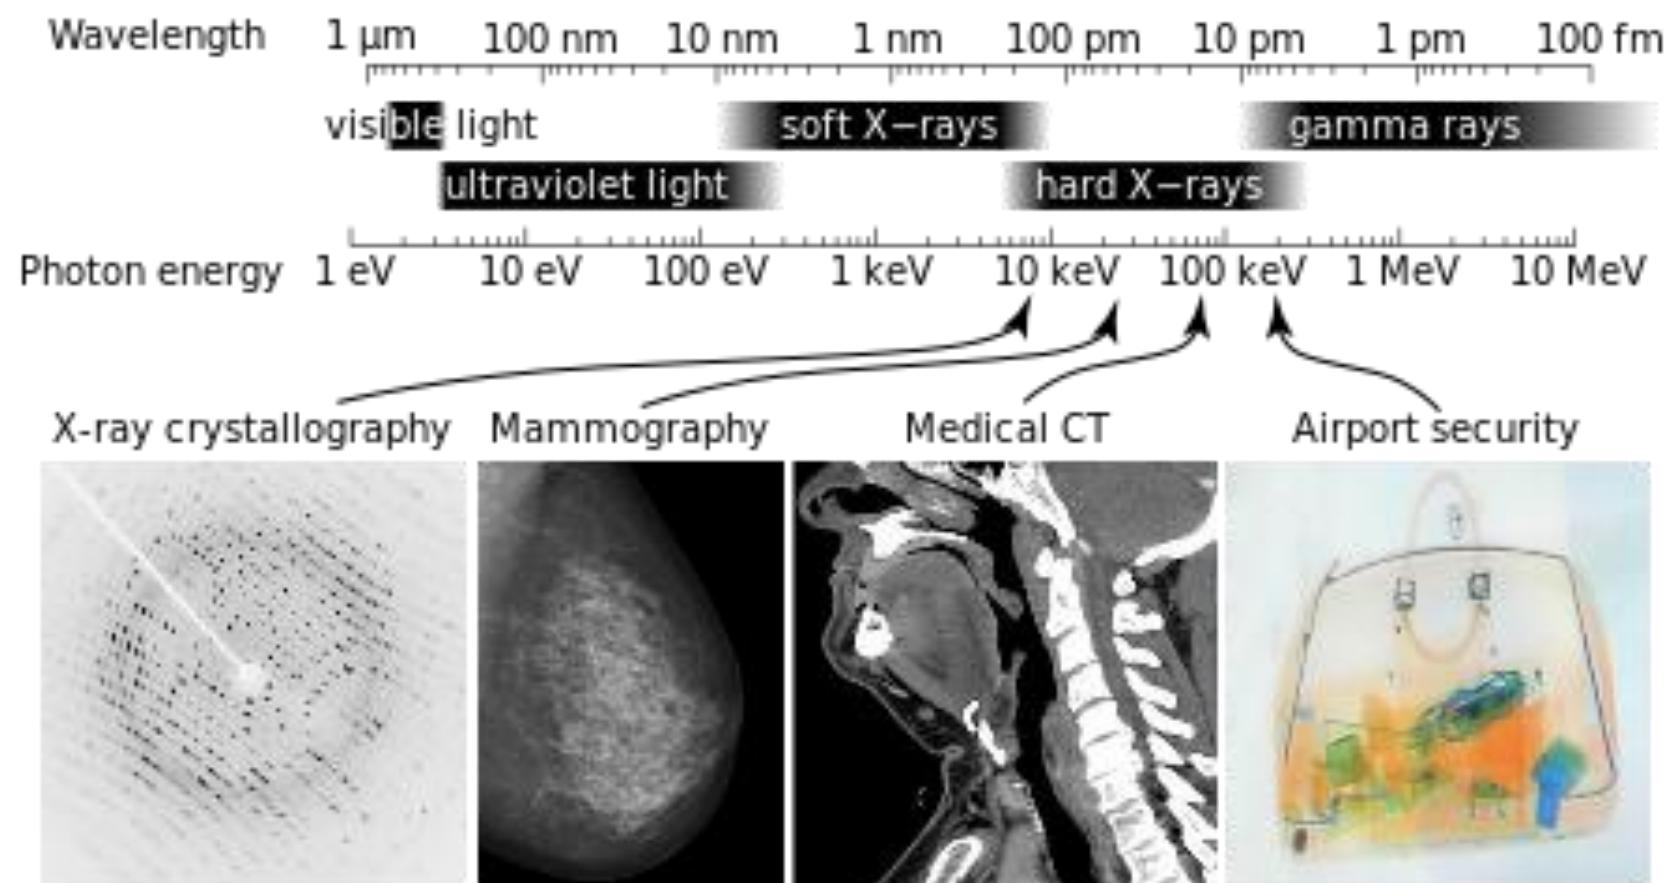 Wavelength 1 µm 100 nm 10 nm 1 nm 100 pm 10 pm 1 pm 100 fm
visible light soft X−rays gamma rays
ultraviolet light hard X−rays
Photon energy 1 eV 10 eV 100 eV 1 keV 10 keV 100 keV 1 MeV 10 MeV
X-ray crystallography Mammography Medical CT Airport security